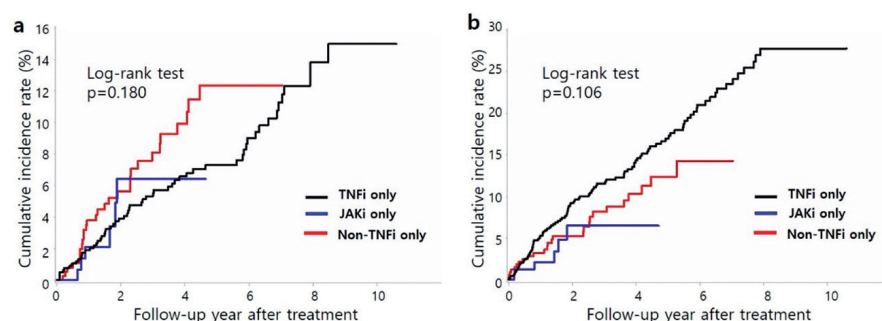 a
Cumulative incidence rate (%)
16
14
12
10
8
6
4
2
0
Log-rank test
p=0.180
TNFi only
JAKi only
Non-TNFi only
0 2 4 6 8 10
Follow-up year after treatment
b
Cumulative incidence rate (%)
30
25
20
15
10
5
0
Log-rank test
p=0.106
TNFi only
JAKi only
Non-TNFi only
0 2 4 6 8 10
Follow-up year after treatment